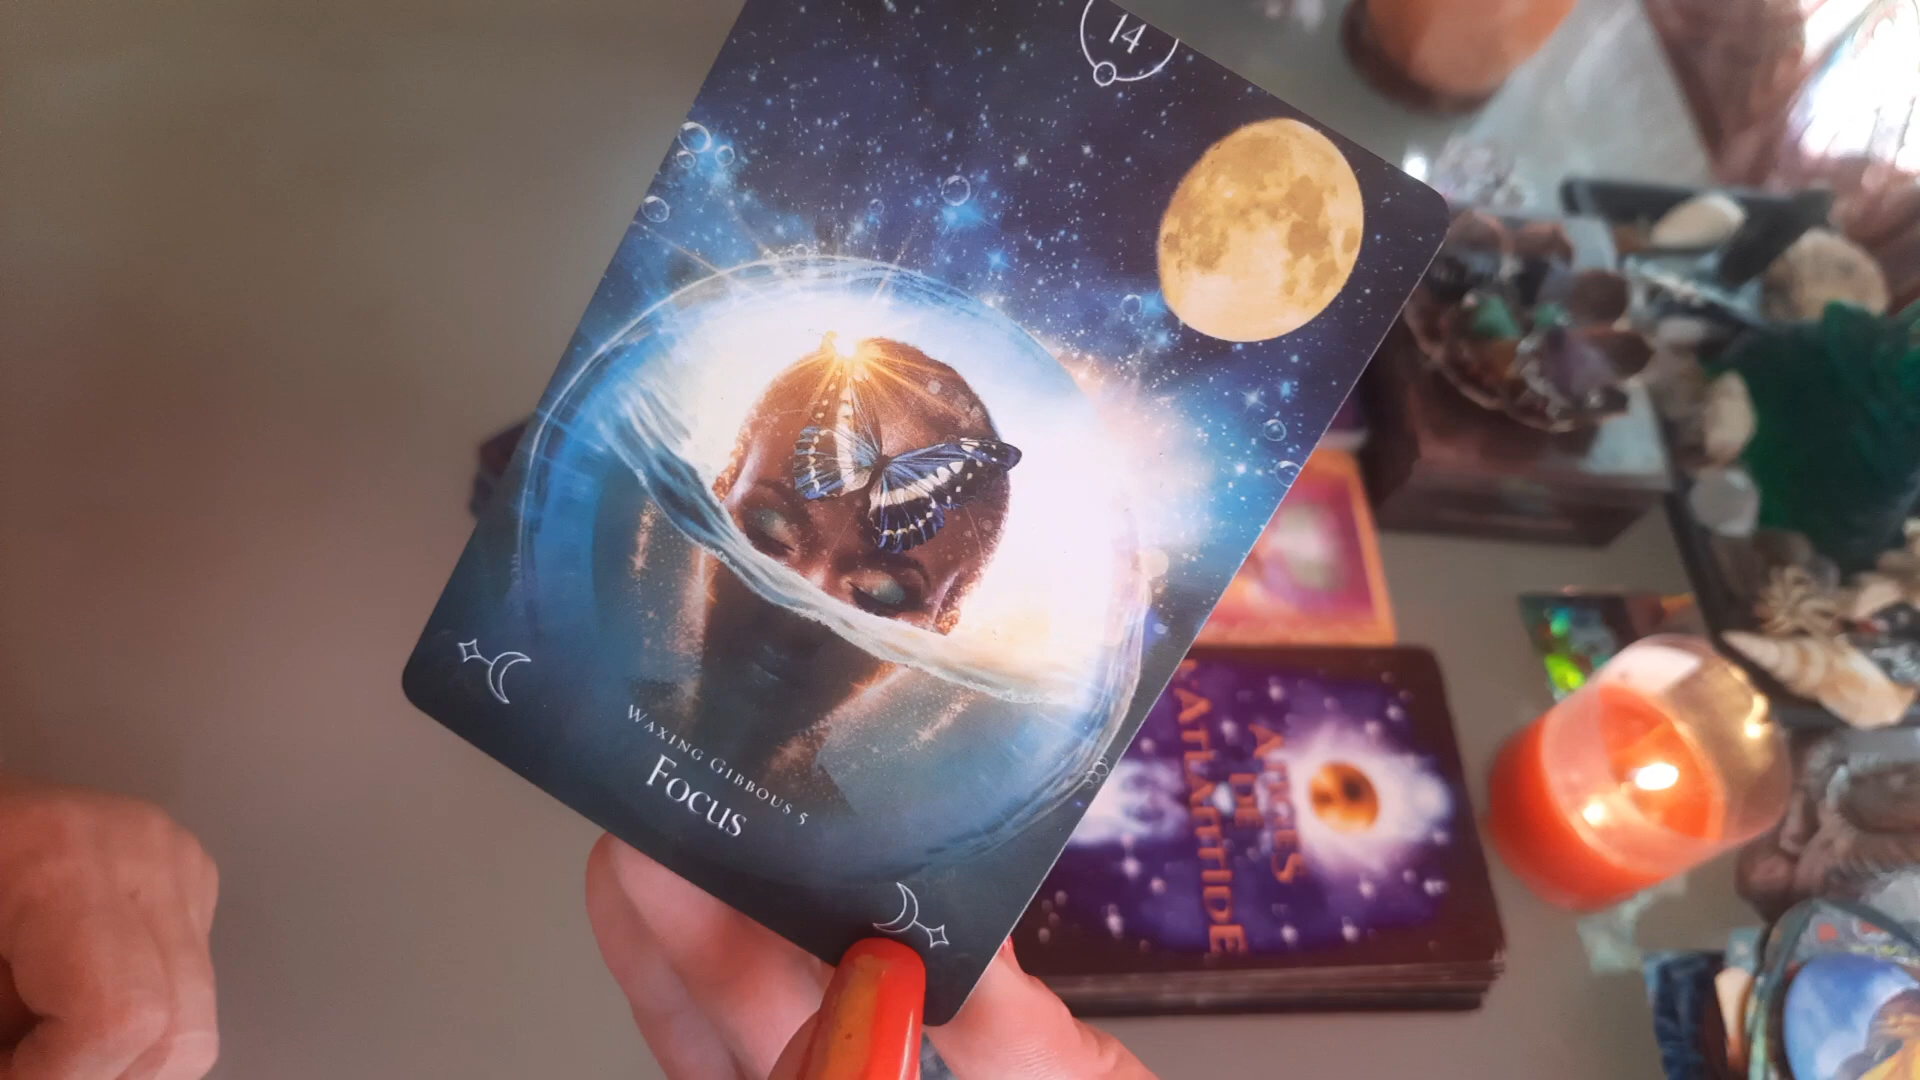 14
WAXING GIBBOUS 5
FOCUS
ANGES
DE
L'ATLANTIDE